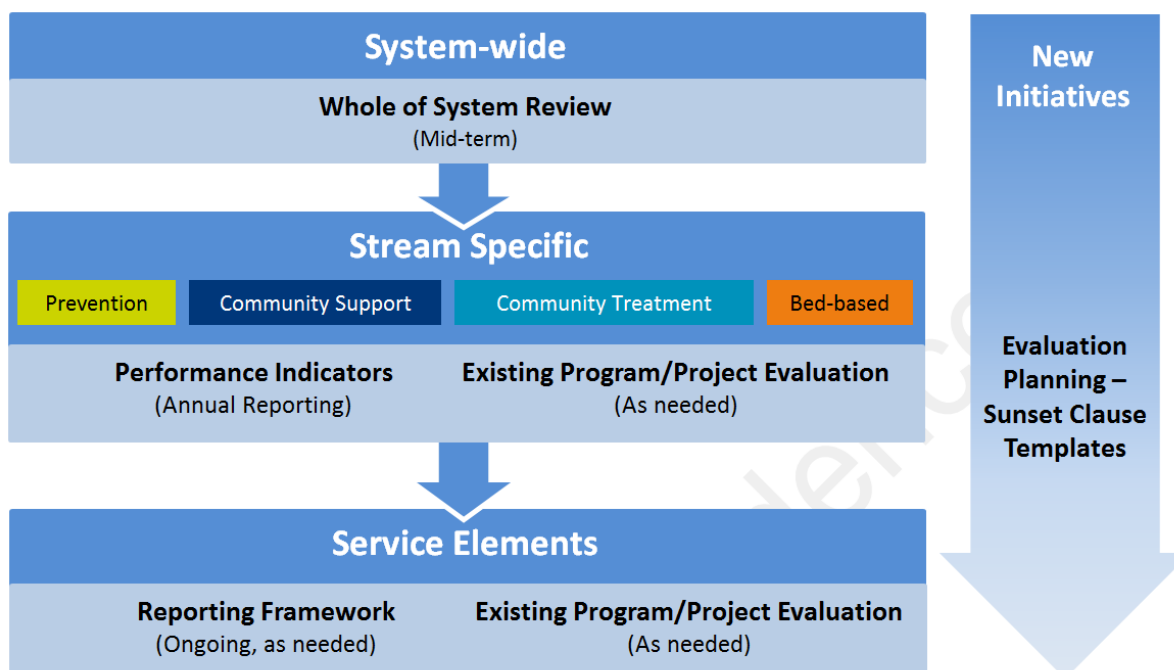 System-wide
Whole of System Review
(Mid-term)
Stream Specific
Prevention
Community Support
Community Treatment
Bed-based
Performance Indicators
(Annual Reporting)
Existing Program/Project Evaluation
(As needed)
Service Elements
Reporting Framework
(Ongoing, as needed)
Existing Program/Project Evaluation
(As needed)
New
Initiatives
Evaluation
Planning –
Sunset Clause
Templates